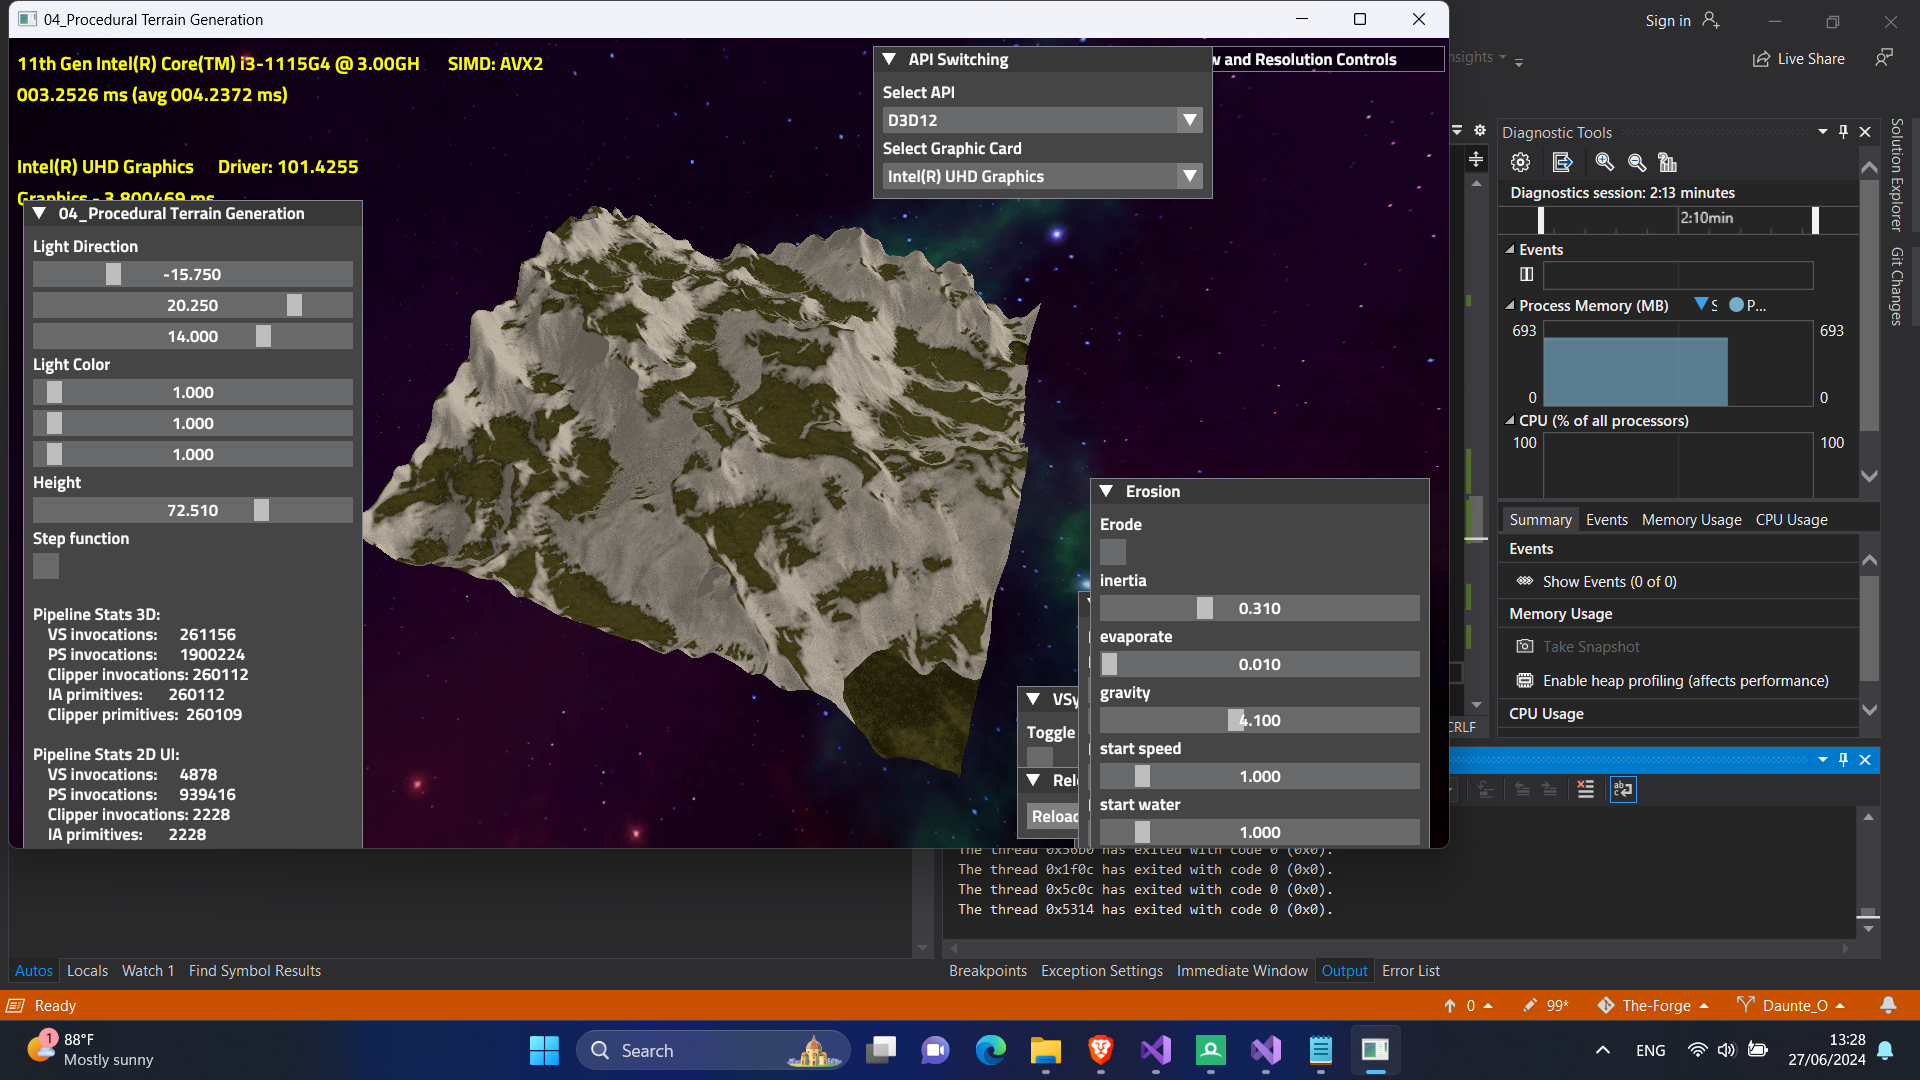 04_Procedural Terrain Generation
11th Gen Intel(R) Core(TM) i3-1115G4 @ 3.00GH SIMD: AVX2
003.2526 ms (avg 004.2372 ms)
Intel(R) UHD Graphics Driver: 101.4255
Graphics - 3.800469 ms
04_Procedural Terrain Generation
Light Direction
-15.750
20.250
14.000
Light Color
1.000
1.000
1.000
Height
72.510
Step function
Pipeline Stats 3D:
VS invocations: 261156
PS invocations: 1900224
Clipper invocations: 260112
IA primitives: 260112
Clipper primitives: 260109
Pipeline Stats 2D UI:
VS invocations: 4878
PS invocations: 939416
Clipper invocations: 2228
IA primitives: 2228
API Switching
Select API
D3D12
Select Graphic Card
Intel(R) UHD Graphics
and Resolution Controls
Erosion
Erode
inertia
0.310
evaporate
0.010
gravity
4.100
start speed
1.000
start water
1.000
VSy
Toggle
Relo
Reload
Sign in
nsights
Live Share
Diagnostic Tools
Diagnostics session: 2:13 minutes
2:10min
Events
Process Memory (MB) S P...
693 693
0 0
CPU (% of all processors)
100 100
Summary Events Memory Usage CPU Usage
Events
Show Events (0 of 0)
Memory Usage
Take Snapshot
Enable heap profiling (affects performance)
CPU Usage
Solution Explorer
Git Changes
CRLF
The thread 0x56b0 has exited with code 0 (0x0).
The thread 0x1f0c has exited with code 0 (0x0).
The thread 0x5c0c has exited with code 0 (0x0).
The thread 0x5314 has exited with code 0 (0x0).
Autos Locals Watch 1 Find Symbol Results
Breakpoints Exception Settings Immediate Window Output Error List
Ready
0 99* The-Forge Daunte_O
1 88°F
Mostly sunny
Search
ENG
13:28
27/06/2024